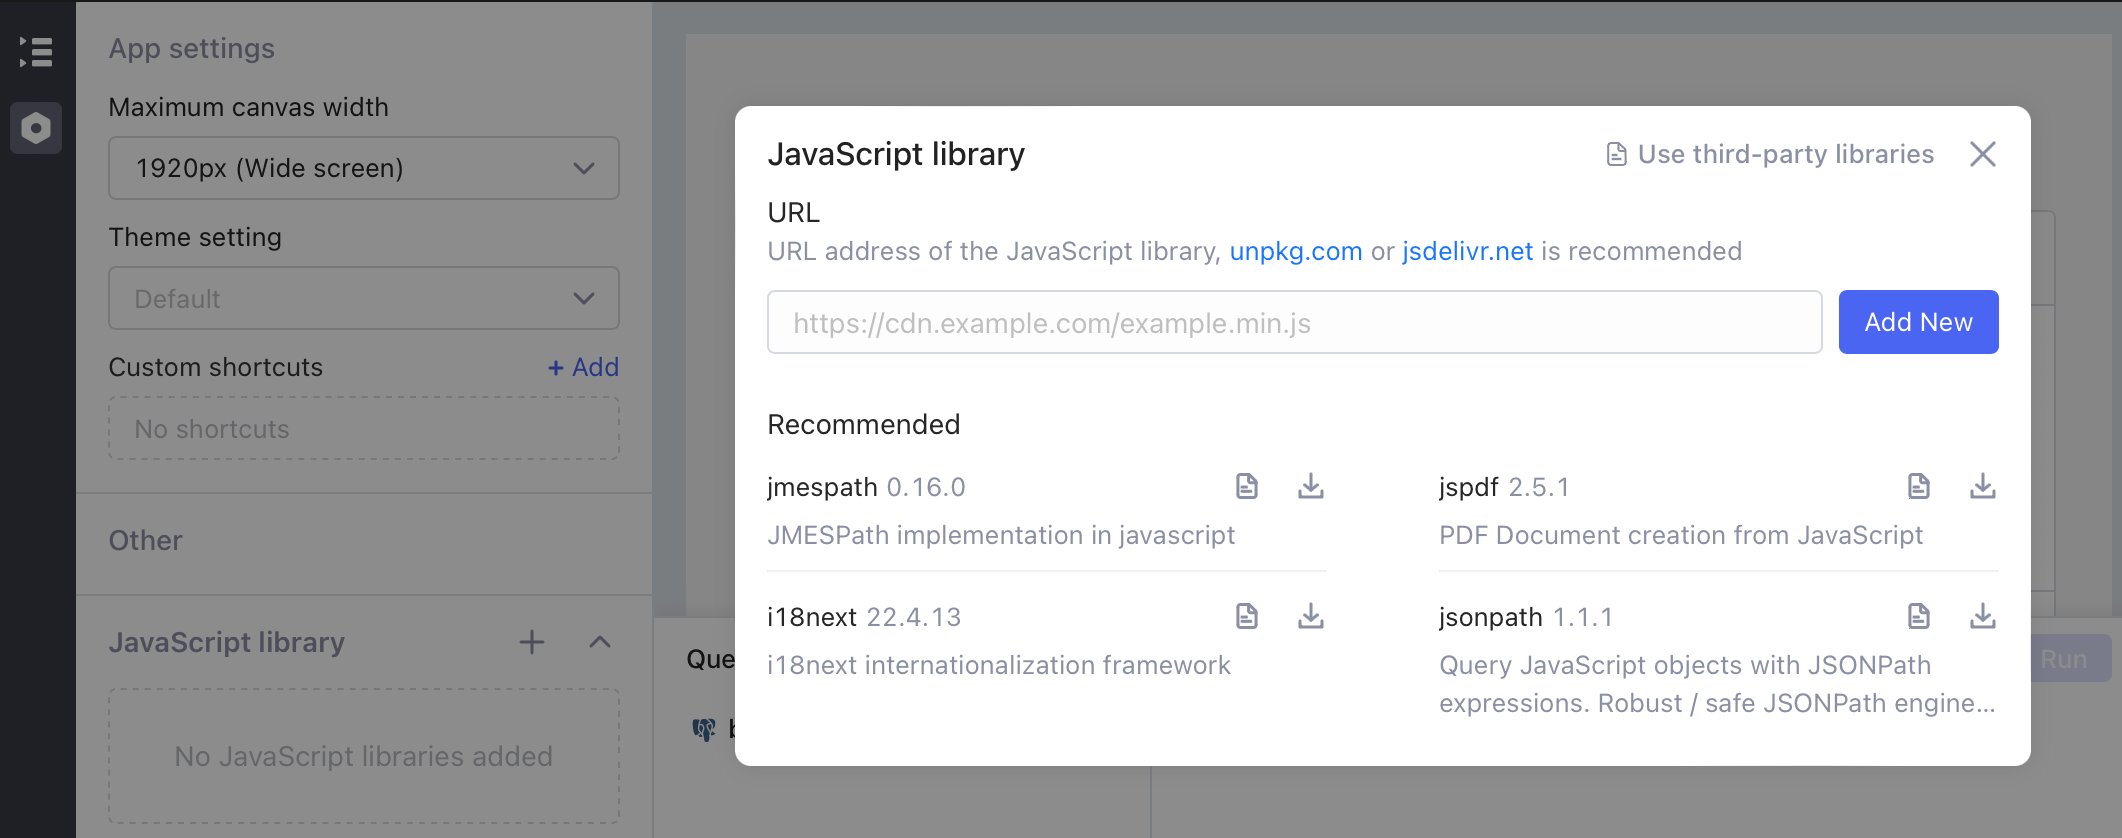 App settings
Maximum canvas width
1920px (Wide screen)
Theme setting
Default
Custom shortcuts
+ Add
No shortcuts
Other
JavaScript library
No JavaScript libraries added
JavaScript library
Use third-party libraries
URL
URL address of the JavaScript library, unpkg.com or jsdelivr.net is recommended
https://cdn.example.com/example.min.js
Add New
Recommended
jmespath 0.16.0
JMESPath implementation in javascript
jspdf 2.5.1
PDF Document creation from JavaScript
i18next 22.4.13
i18next internationalization framework
jsonpath 1.1.1
Query JavaScript objects with JSONPath
expressions. Robust / safe JSONPath engine...
Que
Run